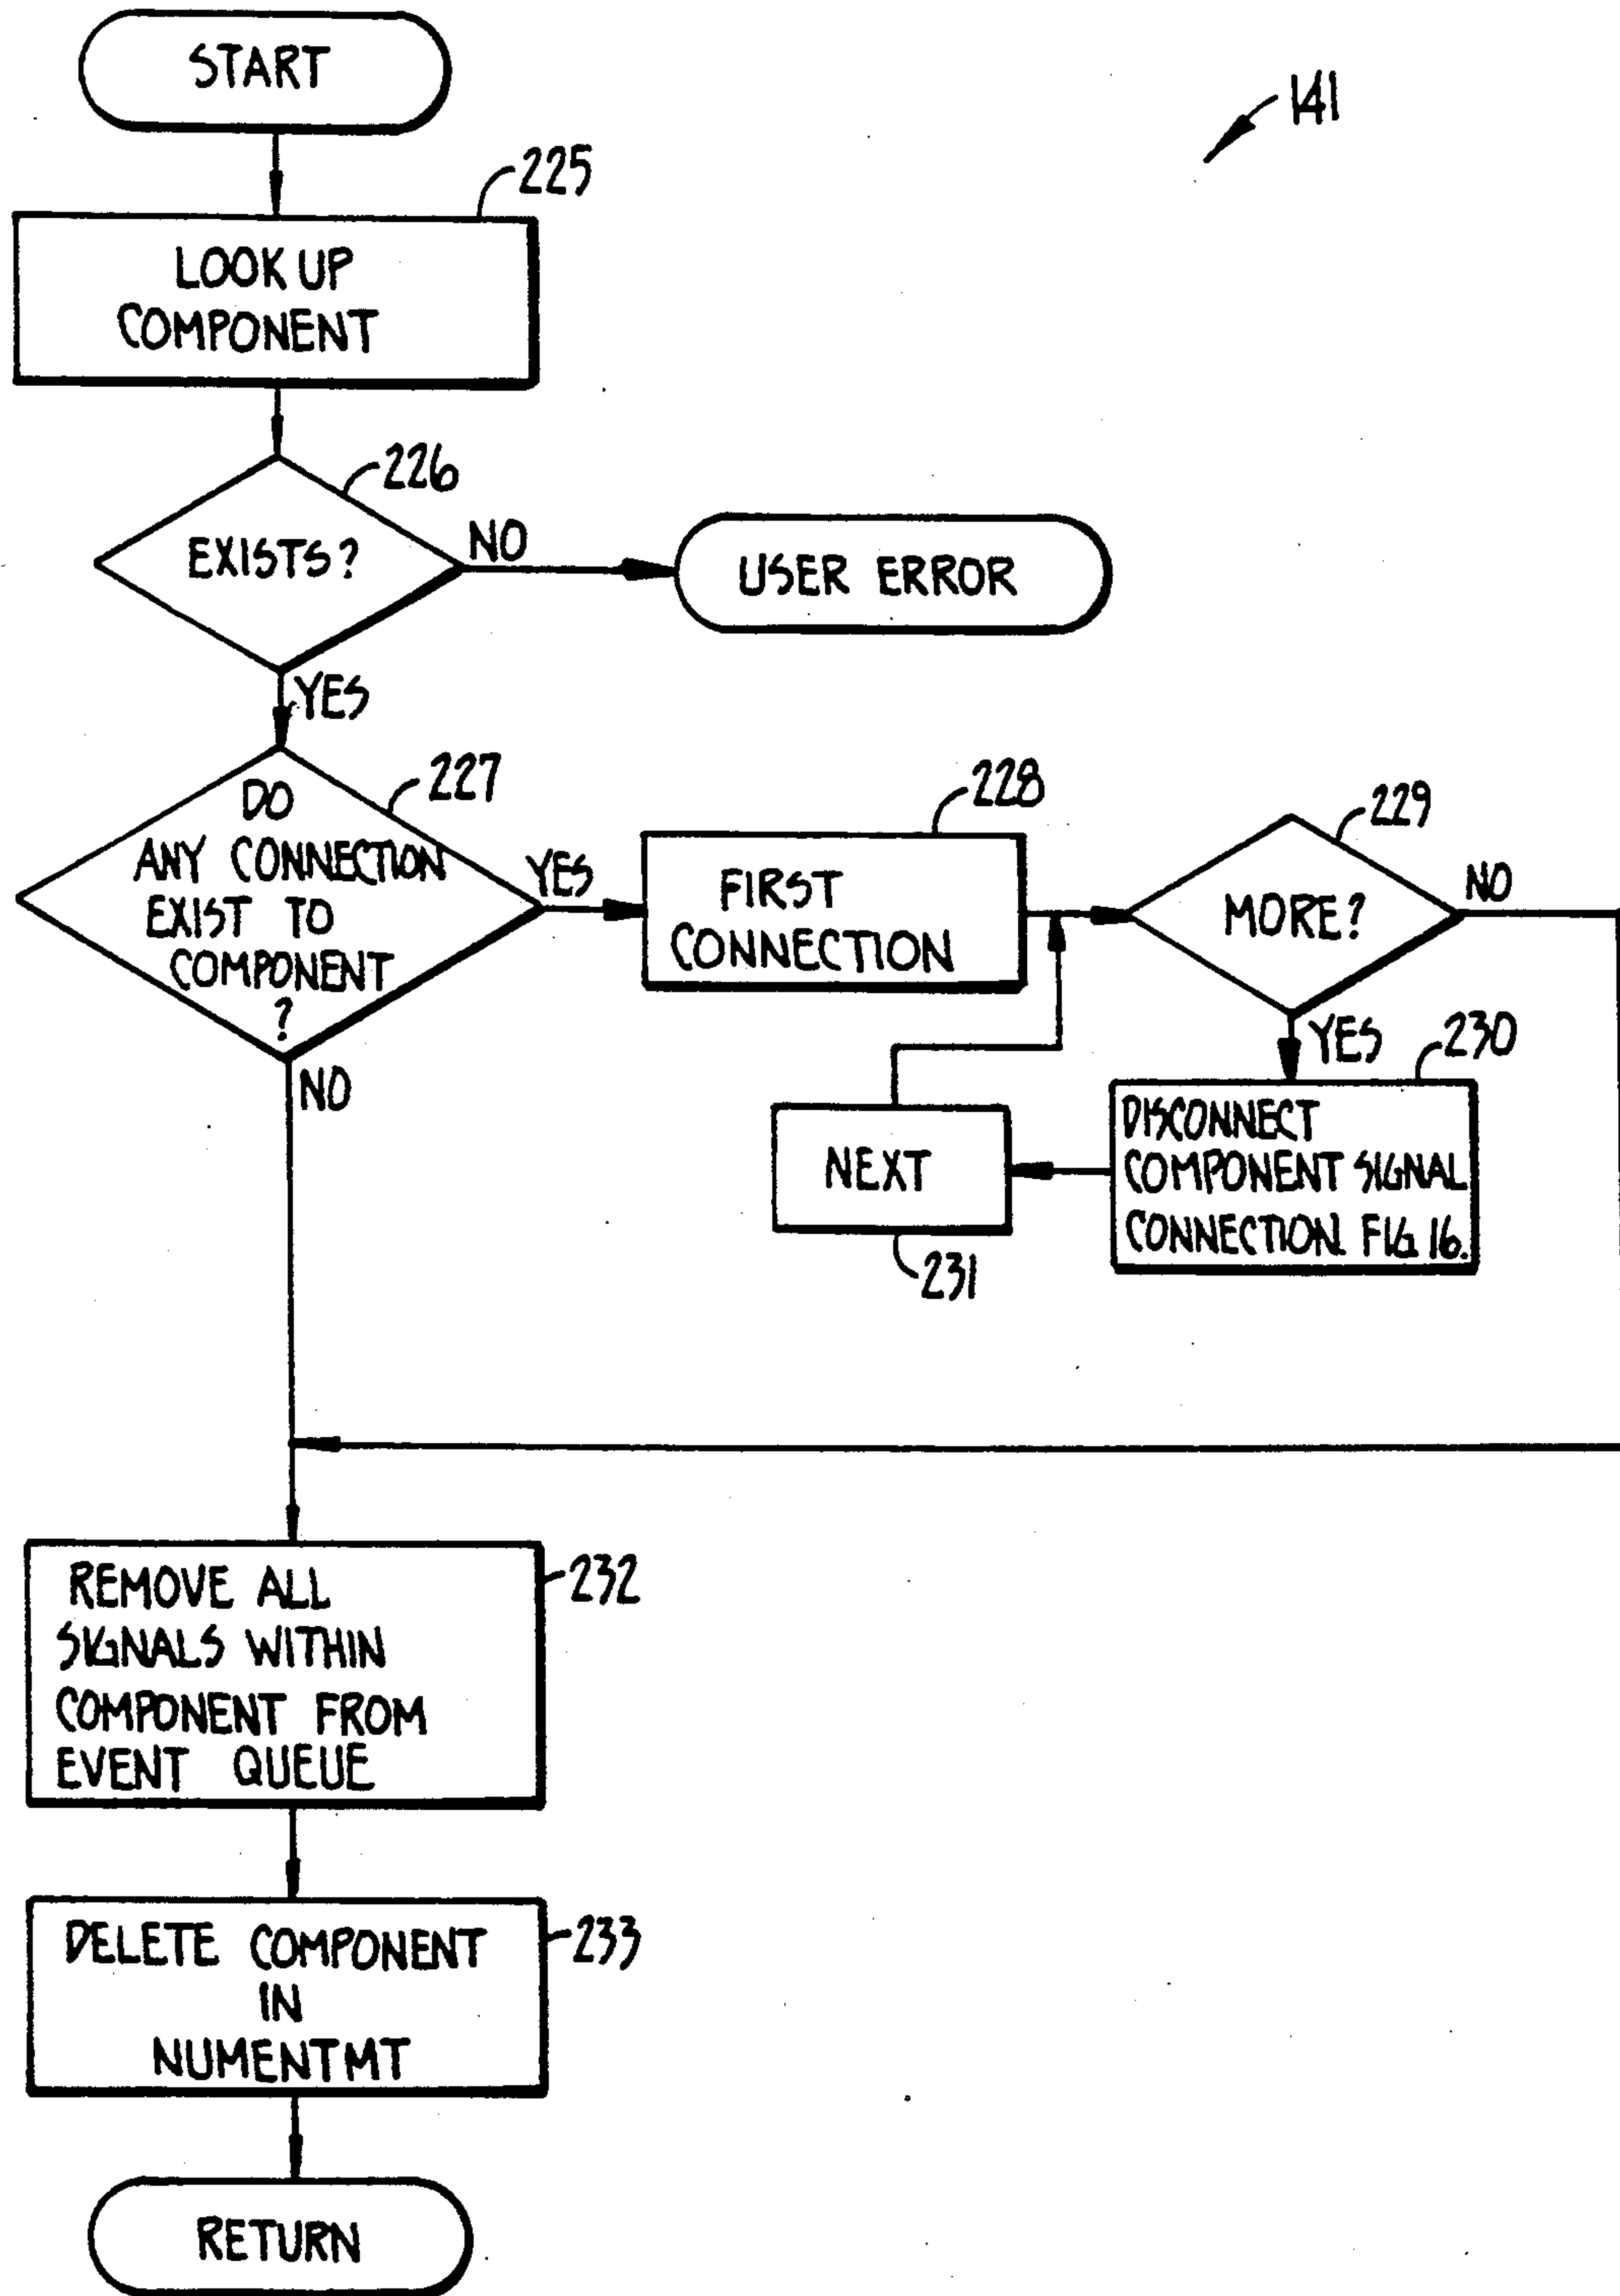 START
141
225
LOOK UP
COMPONENT
226
EXISTS?
NO
USER ERROR
YES
227
DO
ANY CONNECTION
EXIST TO
COMPONENT
?
YES
228
FIRST
CONNECTION
229
MORE?
NO
YES
230
DISCONNECT
COMPONENT SIGNAL
CONNECTION. FIG. 16.
NEXT
231
NO
232
REMOVE ALL
SIGNALS WITHIN
COMPONENT FROM
EVENT QUEUE
233
DELETE COMPONENT
IN
NUMENTMT
RETURN